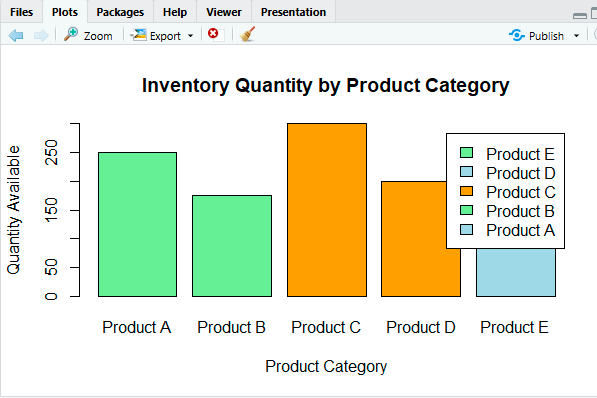 Files Plots Packages Help Viewer Presentation
Zoom Export Publish
Inventory Quantity by Product Category
Quantity Available
250
150
50
0
Product E
Product D
Product C
Product B
Product A
Product A Product B Product C Product D Product E
Product Category